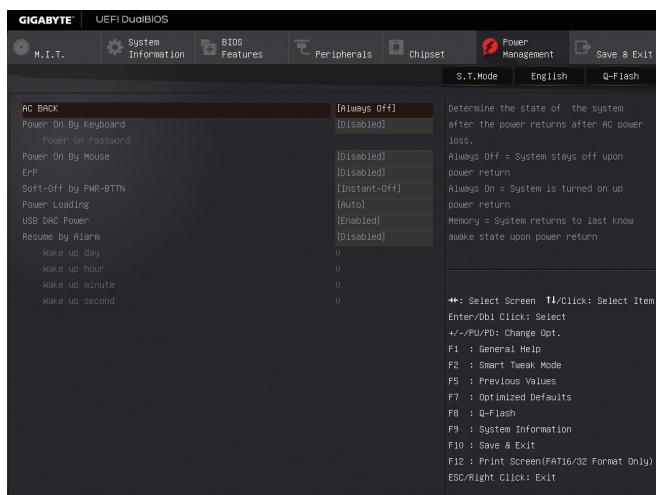 GIGABYTE™ UEFI DualBIOS
M.I.T.
System Information
BIOS Features
Peripherals
Chipset
Power Management
Save & Exit
S.T.Mode English Q-Flash
AC BACK [Always Off]
Power On By Keyboard [Disabled]
Power On Password
Power On By Mouse [Disabled]
ErP [Disabled]
Soft-Off by PWR-BTTN [Instant-Off]
Power Loading [Auto]
USB DAC Power [Enabled]
Resume by Alarm [Disabled]
Wake up day 0
Wake up hour 0
Wake up minute 0
Wake up second 0
Determine the state of the system
after the power returns after AC power
loss.
Always Off = System stays off upon
power return
Always On = System is turned on up
power return
Memory = System returns to last know
awake state upon power return
→←: Select Screen ↑↓/Click: Select Item
Enter/Dbl Click: Select
+/-/PU/PD: Change Opt.
F1 : General Help
F2 : Smart Tweak Mode
F5 : Previous Values
F7 : Optimized Defaults
F8 : Q-Flash
F9 : System Information
F10 : Save & Exit
F12 : Print Screen(FAT16/32 Format Only)
ESC/Right Click: Exit